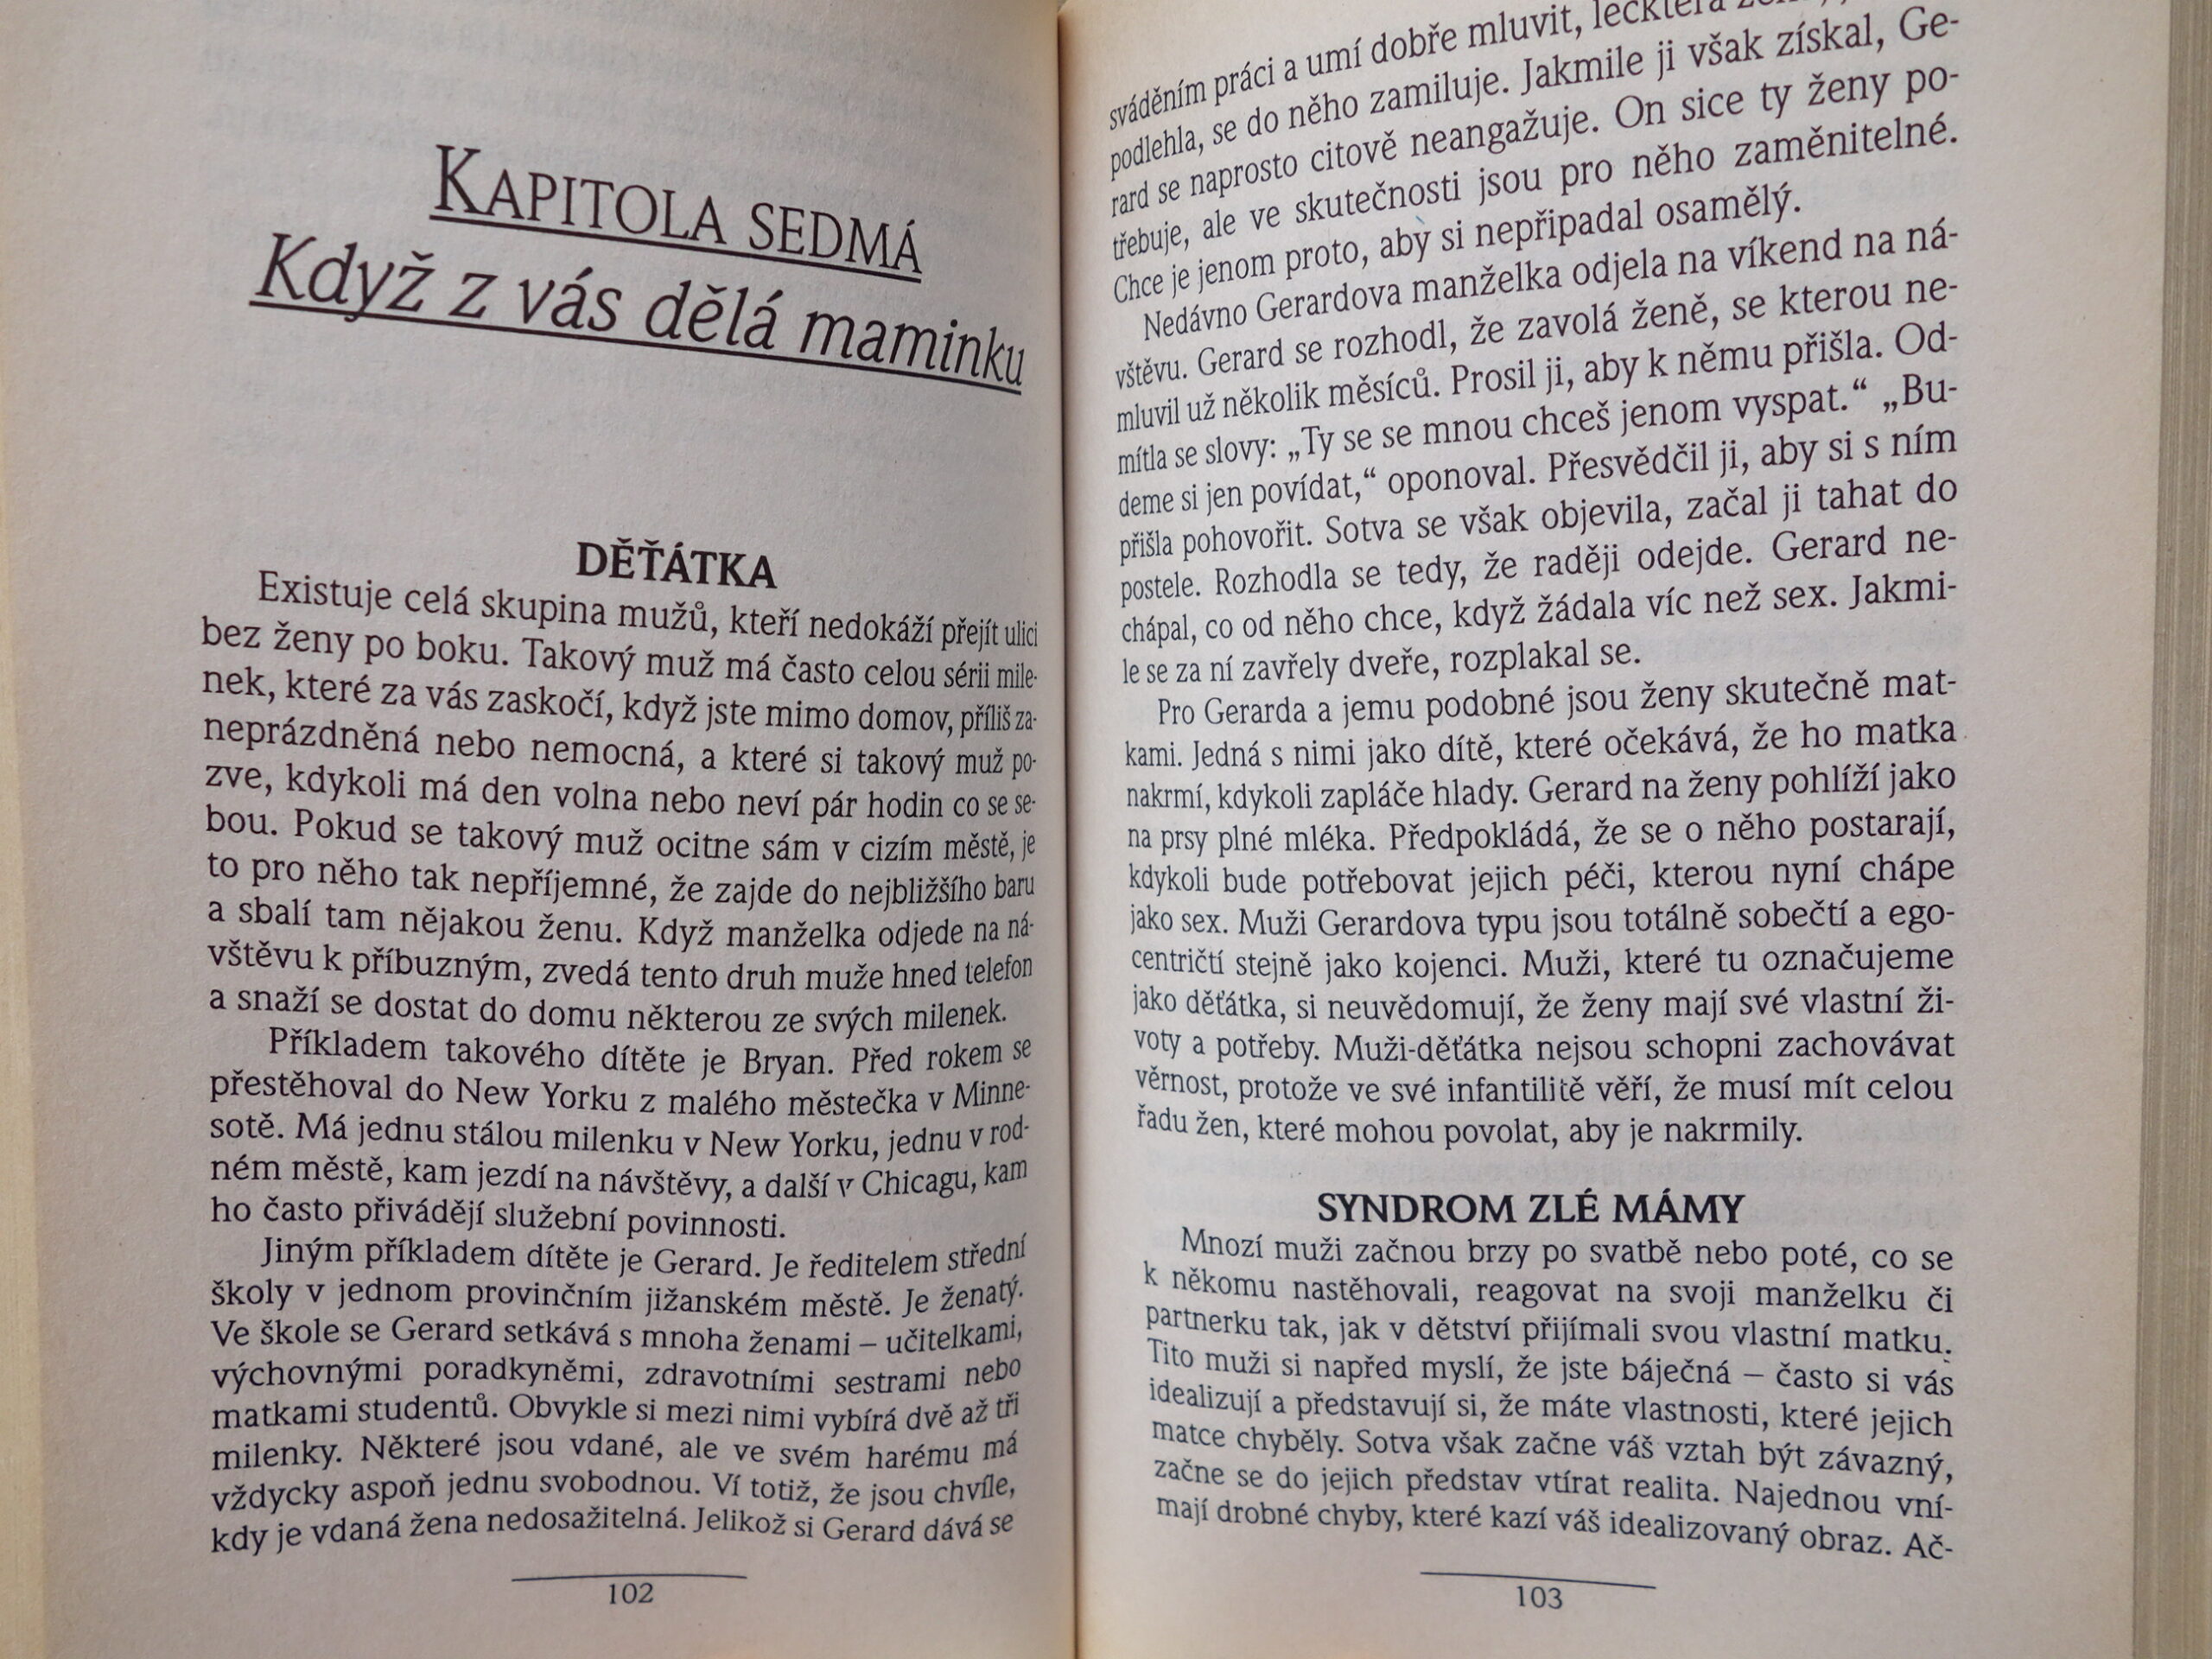 KAPITOLA SEDMÁ
Když z vás dělá maminku
DĚŤÁTKA
Existuje celá skupina mužů, kteří nedokáží přejít ulici
bez ženy po boku. Takový muž má často celou sérii mile-
nek, které za vás zaskočí, když jste mimo domov, příliš za-
neprázdněná nebo nemocná, a které si takový muž po-
zve, kdykoli má den volna nebo neví pár hodin co se se-
bou. Pokud se takový muž ocitne sám v cizím městě, je
to pro něho tak nepříjemné, že zajde do nejbližšího baru
a sbalí tam nějakou ženu. Když manželka odjede na ná-
vštěvu k příbuzným, zvedá tento druh muže hned telefon
a snaží se dostat do domu některou ze svých milenek.
Příkladem takového dítěte je Bryan. Před rokem se
přestěhoval do New Yorku z malého městečka v Minne-
sotě. Má jednu stálou milenku v New Yorku, jednu v rod-
ném městě, kam jezdí na návštěvy, a další v Chicagu, kam
ho často přivádějí služební povinnosti.
Jiným příkladem dítěte je Gerard. Je ředitelem střední
školy v jednom provinčním jižanském městě. Je ženatý.
Ve škole se Gerard setkává s mnoha ženami – učitelkami,
výchovnými poradkyněmi, zdravotními sestrami nebo
matkami studentů. Obvykle si mezi nimi vybírá dvě až tři
milenky. Některé jsou vdané, ale ve svém harému má
vždycky aspoň jednu svobodnou. Ví totiž, že jsou chvíle,
kdy je vdaná žena nedosažitelná. Jelikož si Gerard dává se
102
sváděním práci a umí dobře mluvit, leckterá
podlehla, se do něho zamiluje. Jakmile ji však získal, Ge-
rard se naprosto citově neangažuje. On sice ty ženy po-
třebuje, ale ve skutečnosti jsou pro něho zaměnitelné.
Chce je jenom proto, aby si nepřipadal osamělý.
Nedávno Gerardova manželka odjela na víkend na ná-
vštěvu. Gerard se rozhodl, že zavolá ženě, se kterou ne-
mluvil už několik měsíců. Prosil ji, aby k němu přišla. Od-
mítla se slovy: „Ty se se mnou chceš jenom vyspat.“ „Bu-
deme si jen povídat,“ oponoval. Přesvědčil ji, aby si s ním
přišla pohovořit. Sotva se však objevila, začal ji tahat do
postele. Rozhodla se tedy, že raději odejde. Gerard ne-
chápal, co od něho chce, když žádala víc než sex. Jakmi-
le se za ní zavřely dveře, rozplakal se.
Pro Gerarda a jemu podobné jsou ženy skutečně mat-
kami. Jedná s nimi jako dítě, které očekává, že ho matka
nakrmí, kdykoli zapláče hlady. Gerard na ženy pohlíží jako
na prsy plné mléka. Předpokládá, že se o něho postarají,
kdykoli bude potřebovat jejich péči, kterou nyní chápe
jako sex. Muži Gerardova typu jsou totálně sobečtí a ego-
centričtí stejně jako kojenci. Muži, které tu označujeme
jako děťátka, si neuvědomují, že ženy mají své vlastní ži-
voty a potřeby. Muži-děťátka nejsou schopni zachovávat
věrnost, protože ve své infantilitě věří, že musí mít celou
řadu žen, které mohou povolat, aby je nakrmily.
SYNDROM ZLÉ MÁMY
Mnozí muži začnou brzy po svatbě nebo poté, co se
k někomu nastěhovali, reagovat na svoji manželku či
partnerku tak, jak v dětství přijímali svou vlastní matku.
Tito muži si napřed myslí, že jste báječná – často si vás
idealizují a představují si, že máte vlastnosti, které jejich
matce chyběly. Sotva však začne váš vztah být závazný,
začne se do jejich představ vtírat realita. Najednou vní-
mají drobné chyby, které kazí váš idealizovaný obraz. Ač-
103